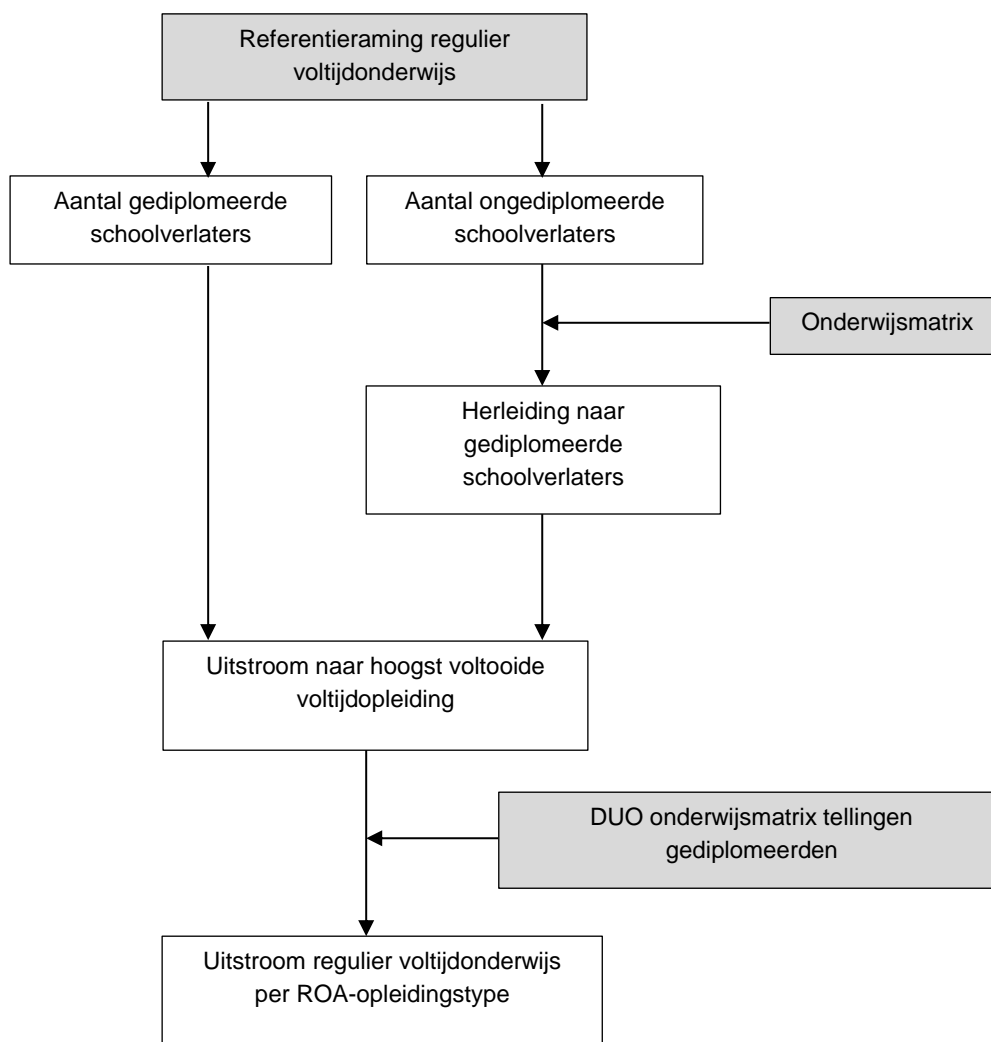 Referentieraming regulier
voltijdonderwijs
Aantal gediplomeerde
schoolverlaters
Aantal ongediplomeerde
schoolverlaters
Onderwijsmatrix
Herleiding naar
gediplomeerde
schoolverlaters
Uitstroom naar hoogst voltooide
voltijdopleiding
DUO onderwijsmatrix tellingen
gediplomeerden
Uitstroom regulier voltijdonderwijs
per ROA-opleidingstype